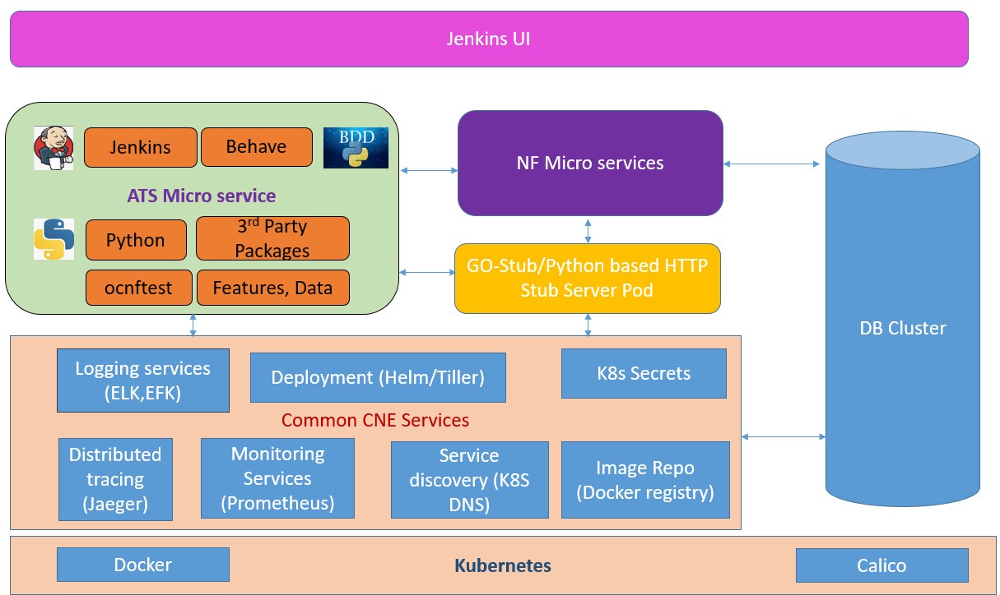 Jenkins UI
Jenkins
Behave
BDD
ATS Micro service
Python
3rd Party
Packages
ocnftest
Features, Data
NF Micro services
GO-Stub/Python based HTTP
Stub Server Pod
DB Cluster
Logging services
(ELK,EFK)
Deployment (Helm/Tiller)
K8s Secrets
Common CNE Services
Distributed
tracing
(Jaeger)
Monitoring
Services
(Prometheus)
Service
discovery (K8S
DNS)
Image Repo
(Docker registry)
Docker
Kubernetes
Calico